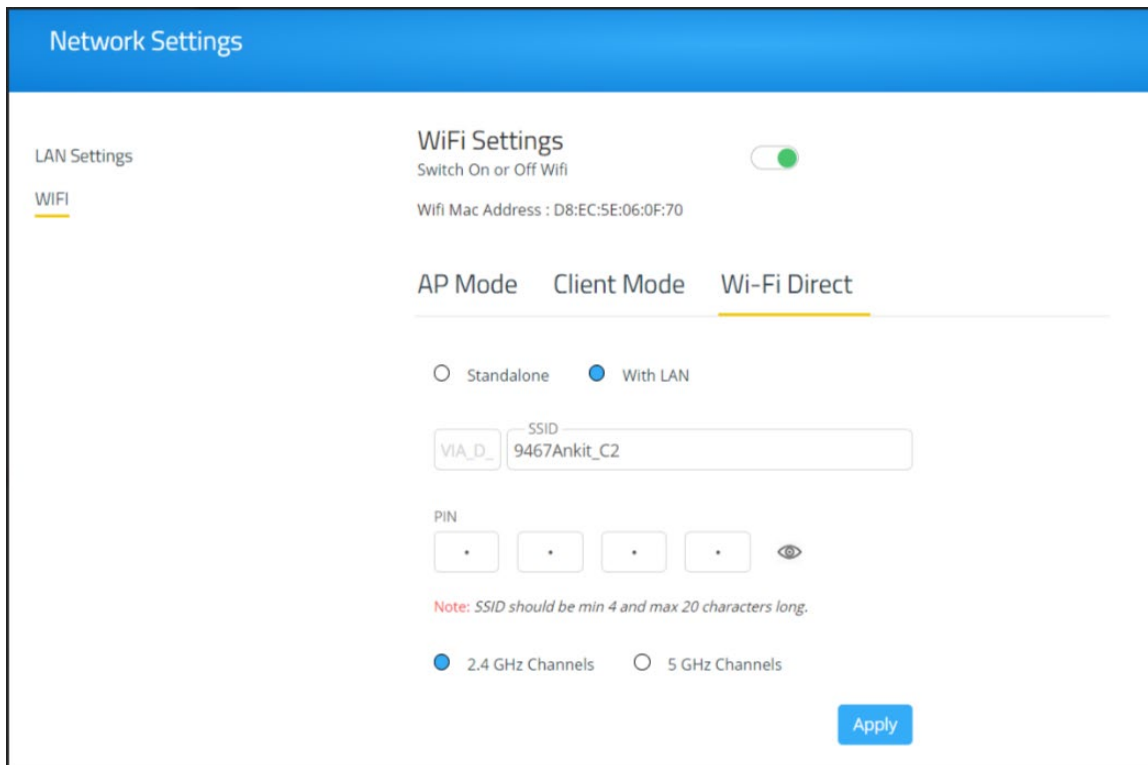 Network Settings
LAN Settings
WIFI
WiFi Settings
Switch On or Off Wifi
Wifi Mac Address : D8:EC:5E:06:0F:70
AP Mode Client Mode Wi-Fi Direct
Standalone With LAN
SSID
VIA_D_ 9467Ankit_C2
PIN
Note: SSID should be min 4 and max 20 characters long.
2.4 GHz Channels 5 GHz Channels
Apply